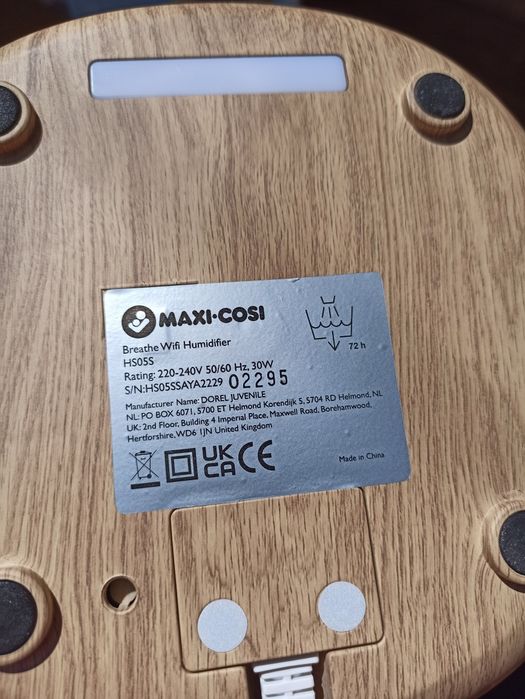 MAXI-COSI
Breathe Wifi Humidifier
HS05S
Rating: 220-240V 50/60 Hz, 30W
S/N:HS05SSAYA2229 02295
Manufacturer Name: DOREL JUVENILE
NL: PO BOX 6071, 5700 ET Helmond Korendijk 5, 5704 RD Helmond, NL
UK: 2nd Floor, Building 4 Imperial Place, Maxwell Road, Borehamwood,
Hertforshire, WD6 1JN United Kingdom
72 h
UK
CA CE
Made in China